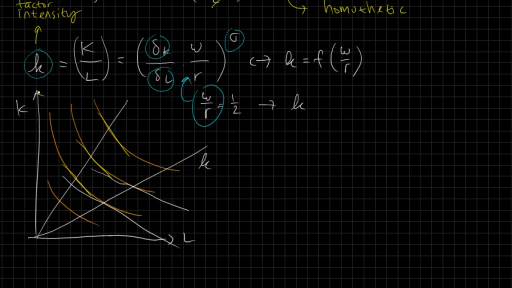 factor
intensity
homothetic
k = (K/L) = (δK/δL w/r)^σ ↪ k = f(w/r)
w/r = 1/2 → k
K
k
L